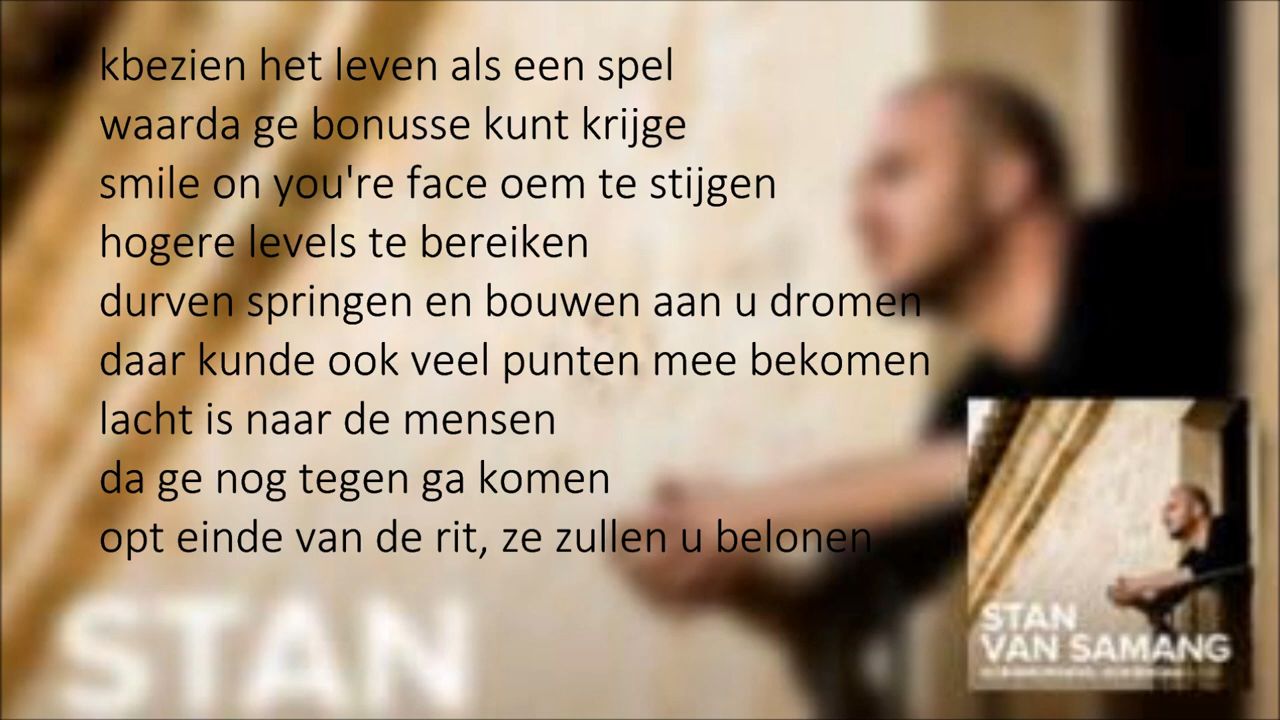 kbezien het leven als een spel
waarda ge bonusse kunt krijge
smile on you're face oem te stijgen
hogere levels te bereiken
durven springen en bouwen aan u dromen
daar kunde ook veel punten mee bekomen
lacht is naar de mensen
da ge nog tegen ga komen
opt einde van de rit, ze zullen u belonen
STAN
STAN
VAN SAMANG